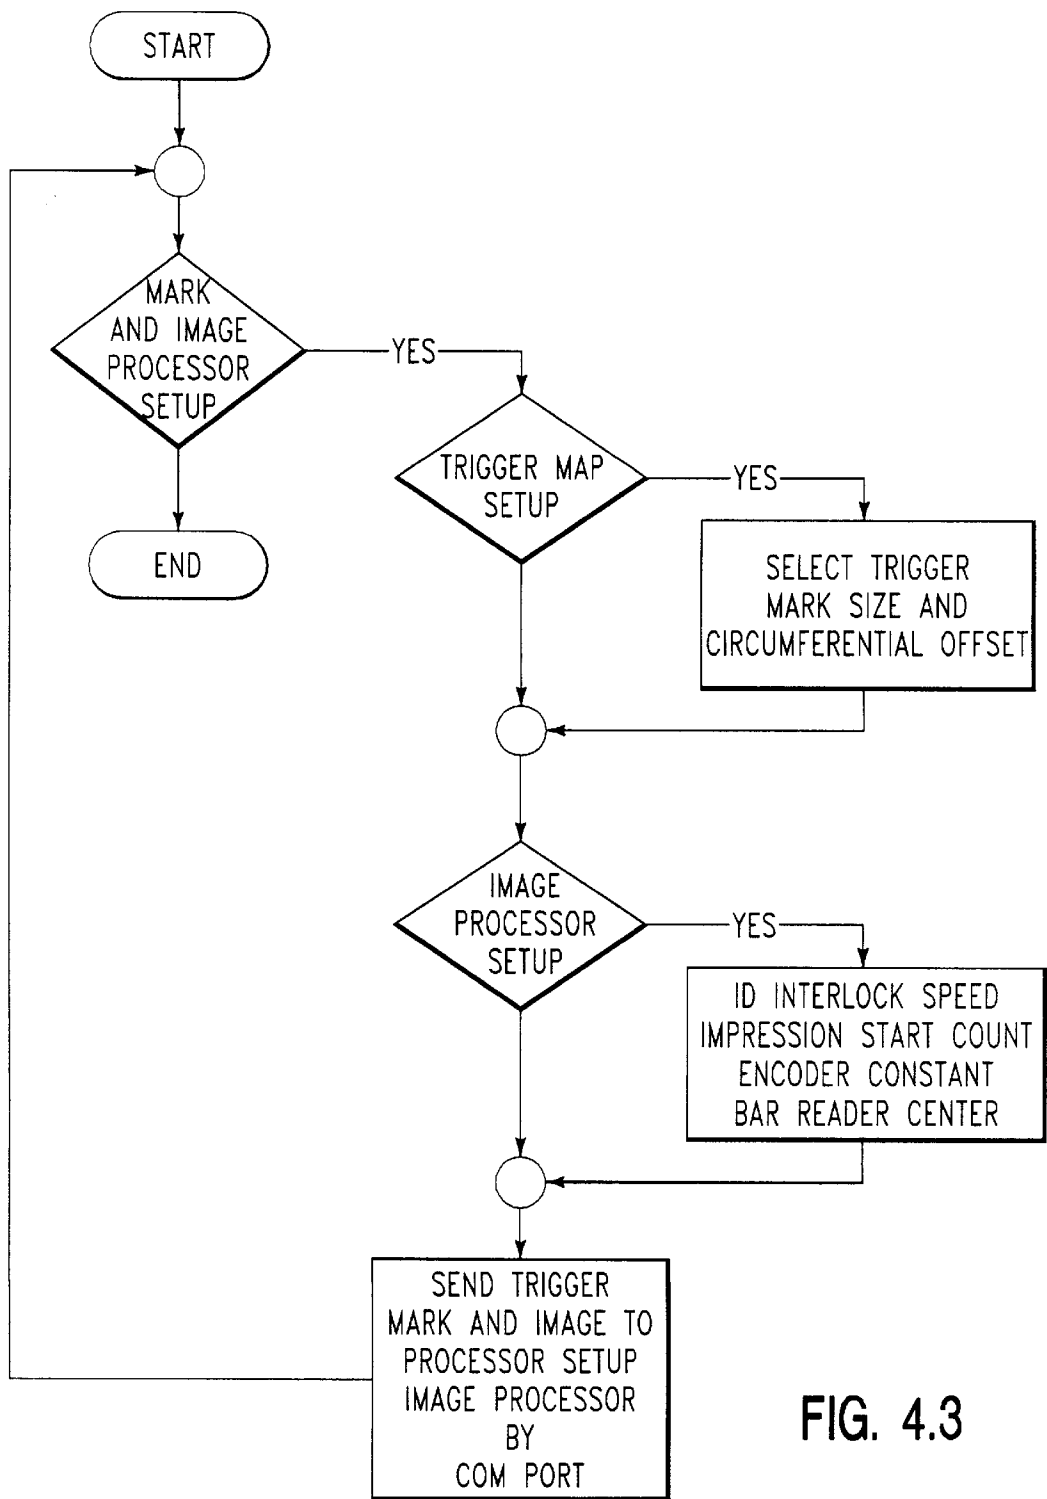 START
MARK
AND IMAGE
PROCESSOR
SETUP
YES
END
TRIGGER MAP
SETUP
YES
SELECT TRIGGER
MARK SIZE AND
CIRCUMFERENTIAL OFFSET
IMAGE
PROCESSOR
SETUP
YES
ID INTERLOCK SPEED
IMPRESSION START COUNT
ENCODER CONSTANT
BAR READER CENTER
SEND TRIGGER
MARK AND IMAGE TO
PROCESSOR SETUP
IMAGE PROCESSOR
BY
COM PORT
FIG. 4.3